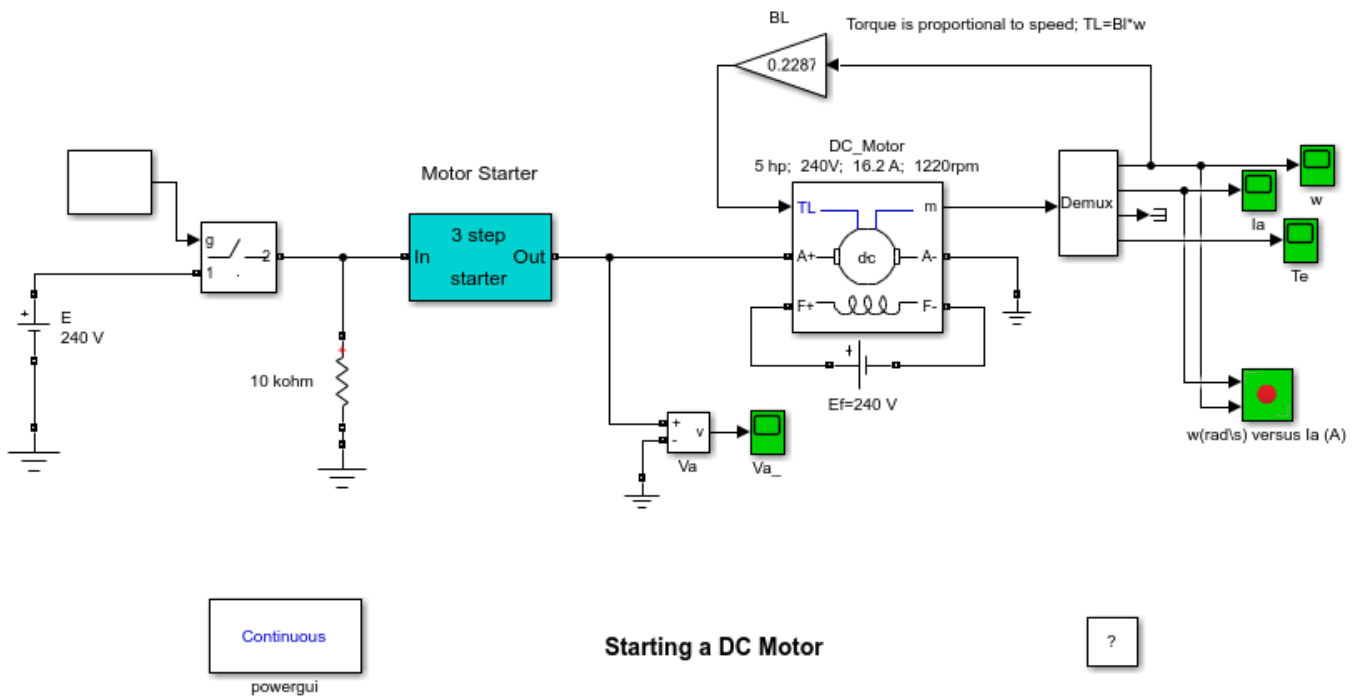 BL
Torque is proportional to speed; TL=Bl*w
0.2287
DC_Motor
5 hp; 240V; 16.2 A; 1220rpm
Motor Starter
TL
m
Demux
w
Ia
Te
g
1
2
In
3 step
starter
Out
A+
dc
A-
F+
F-
+
E
240 V
10 kohm
+
+
Ef=240 V
+
-
v
Va
Va_
w(rad\s) versus Ia (A)
Continuous
powergui
Starting a DC Motor
?